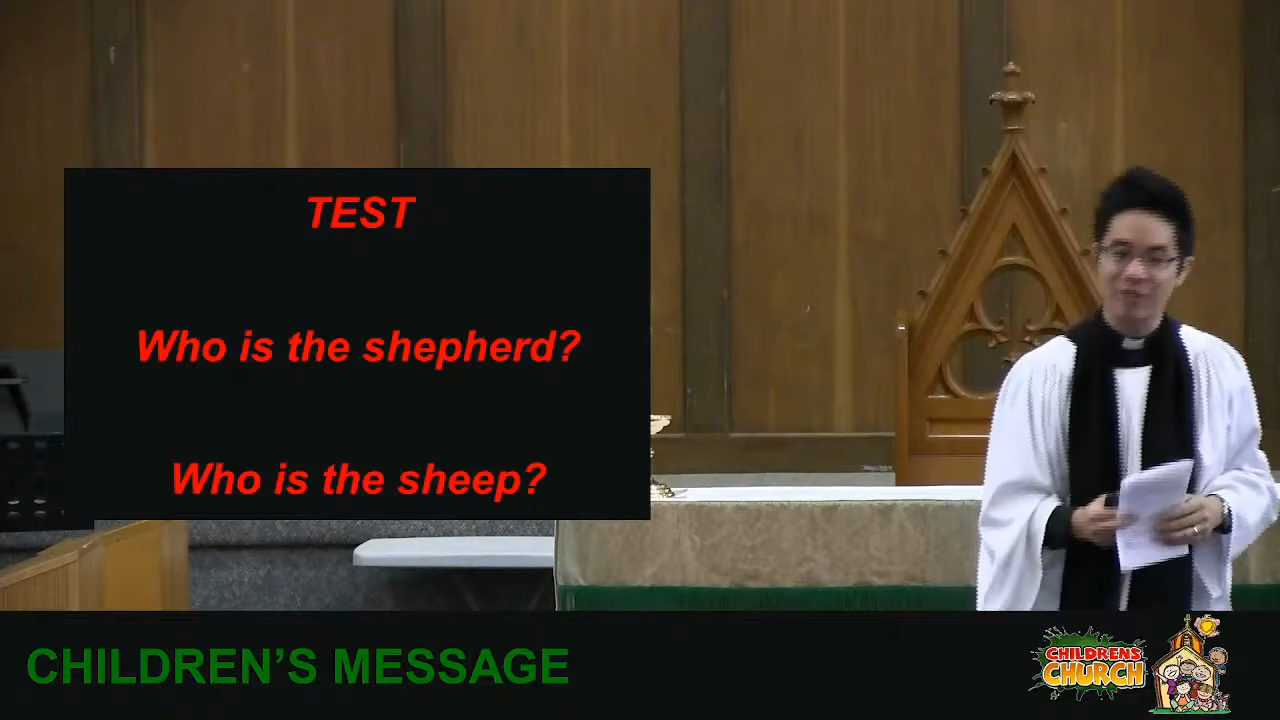 TEST
Who is the shepherd?
Who is the sheep?
CHILDREN'S MESSAGE
CHILDRENS
CHURCH